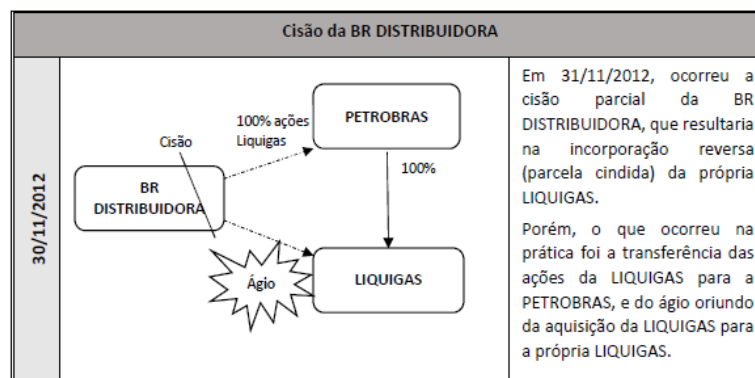 Cisão da BR DISTRIBUIDORA
30/11/2012
Cisão
100% ações
Liquigas
PETROBRAS
100%
BR
DISTRIBUIDORA
Ágio
LIQUIGAS
Em 31/11/2012, ocorreu a
cisão parcial da BR
DISTRIBUIDORA, que resultaria
na incorporação reversa
(parcela cindida) da própria
LIQUIGAS.
Porém, o que ocorreu na
prática foi a transferência das
ações da LIQUIGAS para a
PETROBRAS, e do ágio oriundo
da aquisição da LIQUIGAS para
a própria LIQUIGAS.